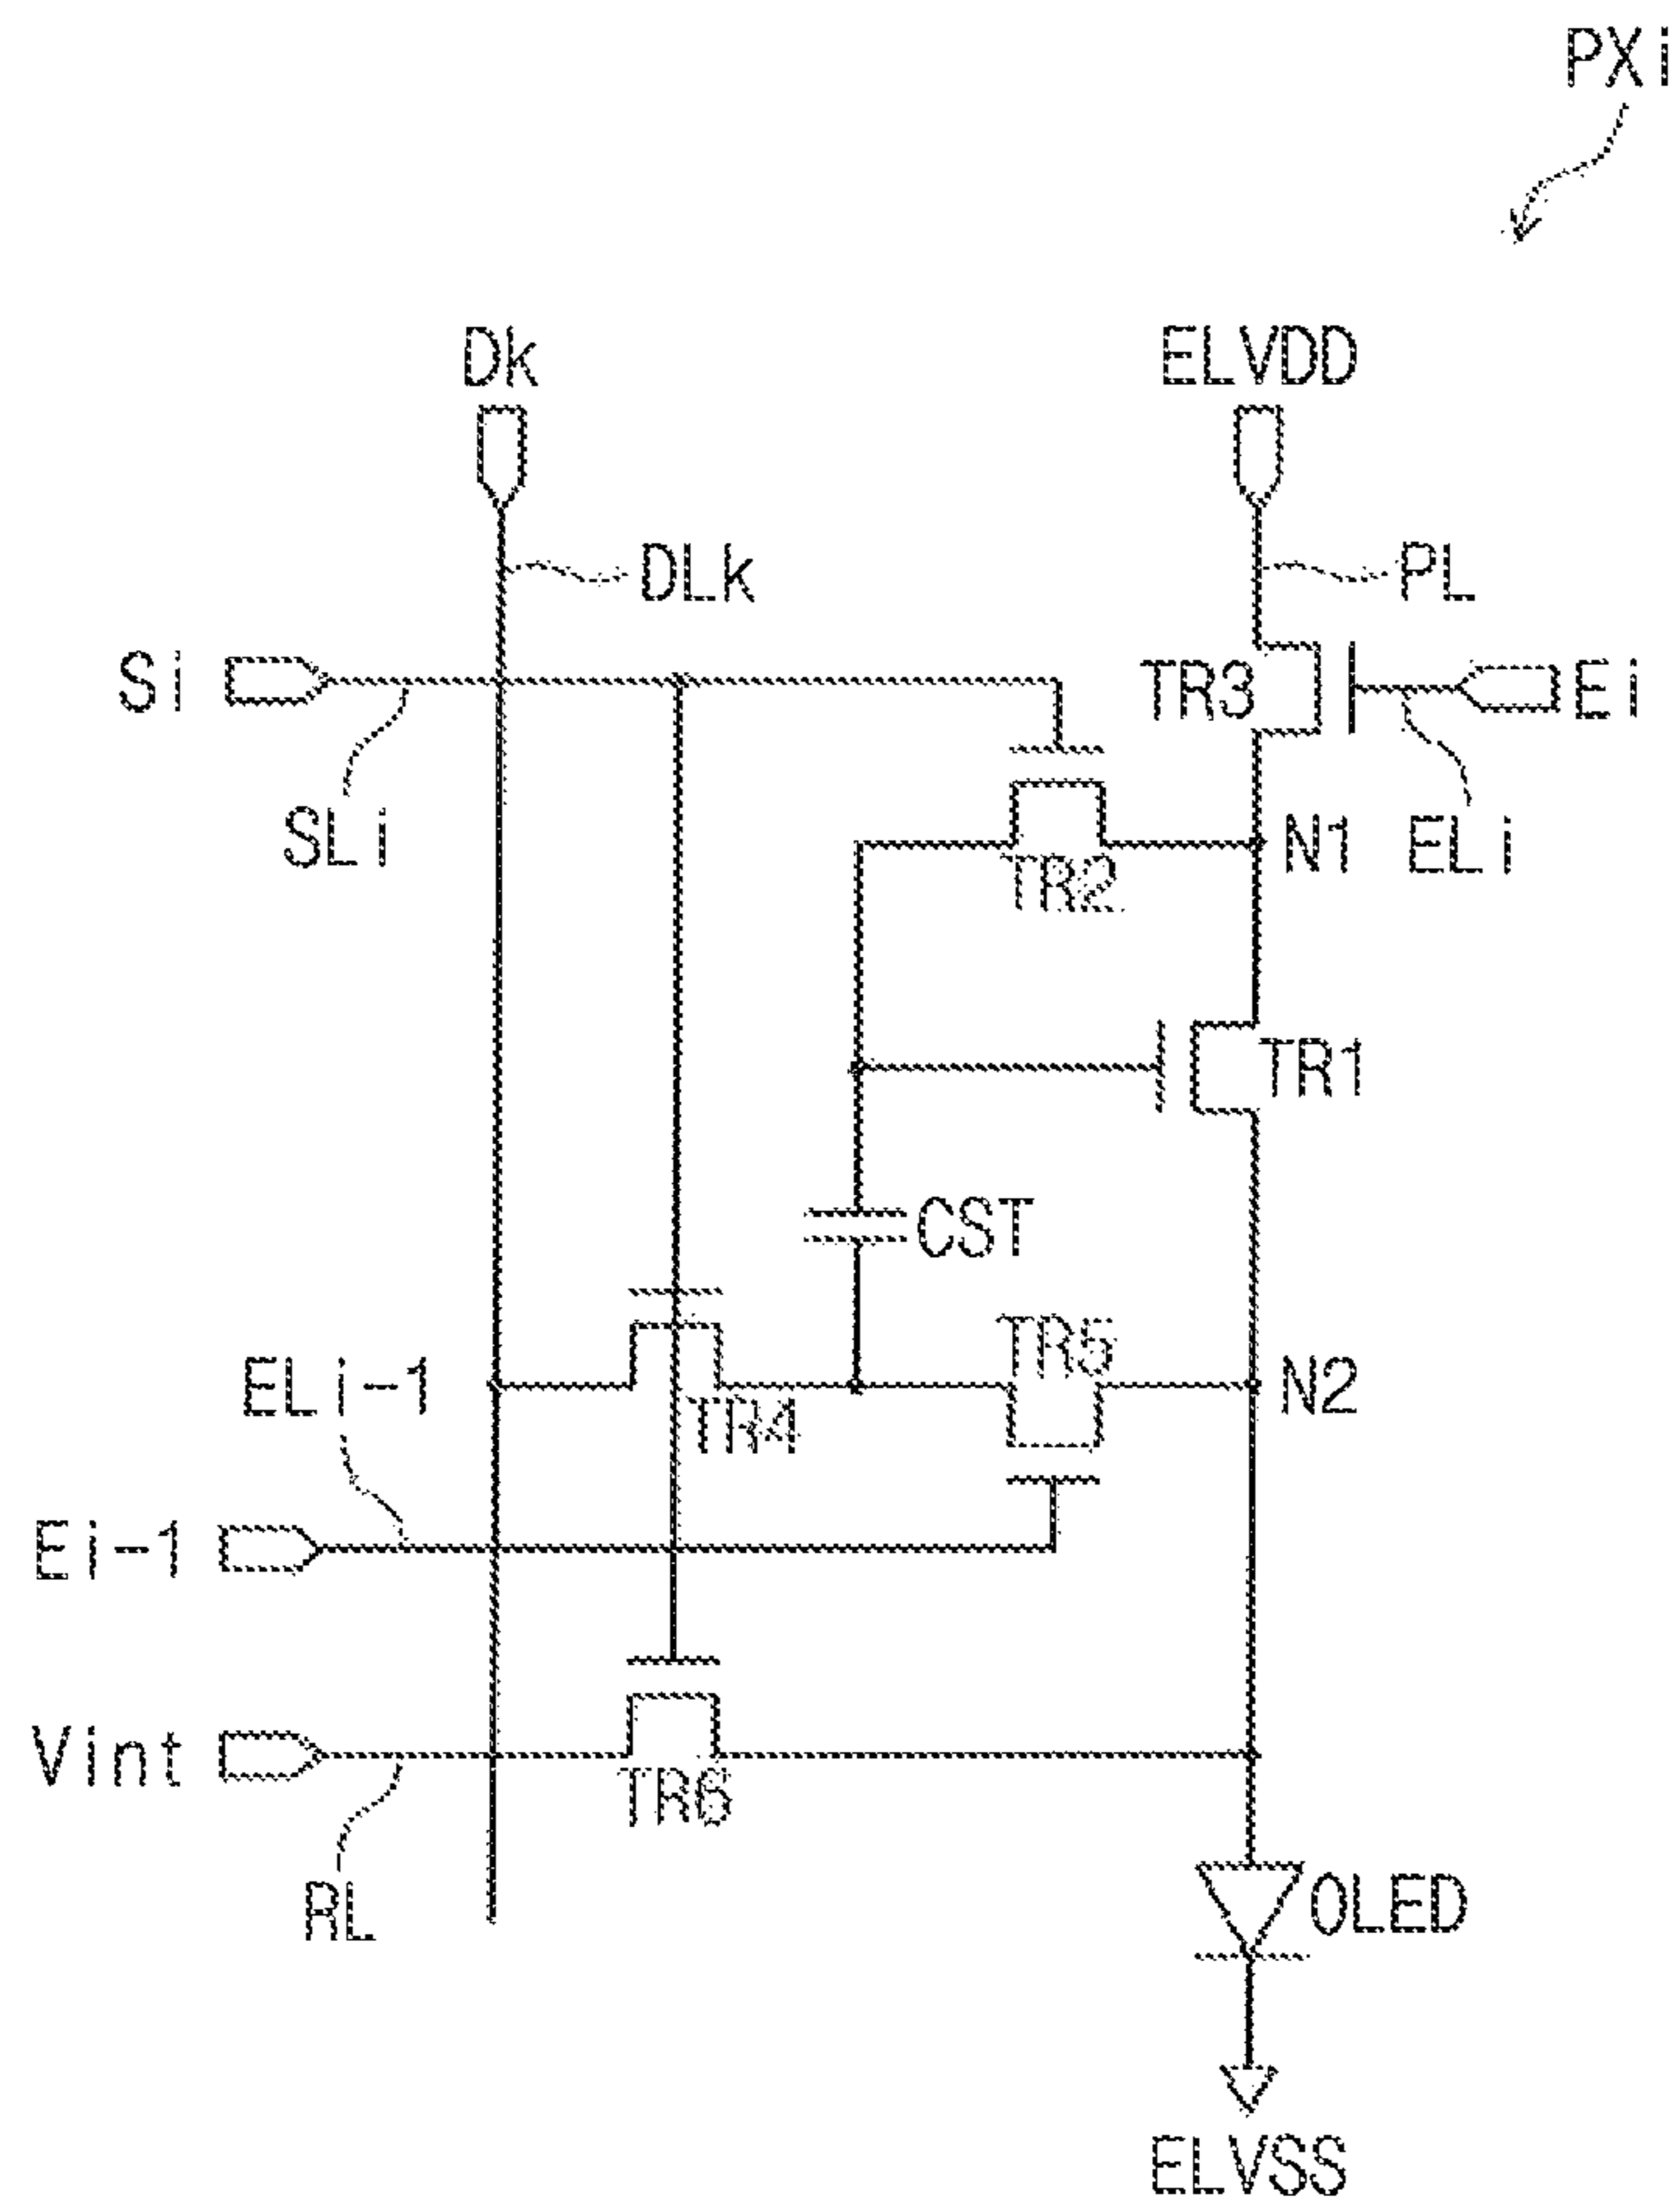 PXi
Dk
ELVDD
DLk
PL
Si
TR3
Ei
SLi
TR2
N1
ELi
TR1
CST
TR5
ELi-1
TR4
N2
Ei-1
Vint
TR6
RL
OLED
ELVSS